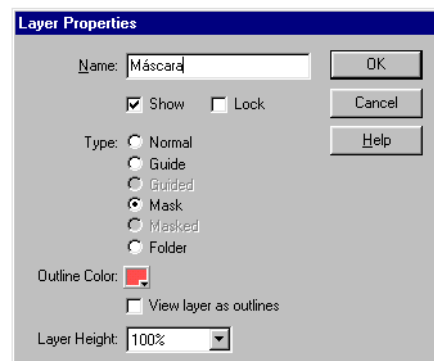 Layer Properties
Name: Máscara OK
Show Lock Cancel
Type: Normal Help
Guide
Guided
Mask
Masked
Folder
Outline Color:
View layer as outlines
Layer Height: 100%